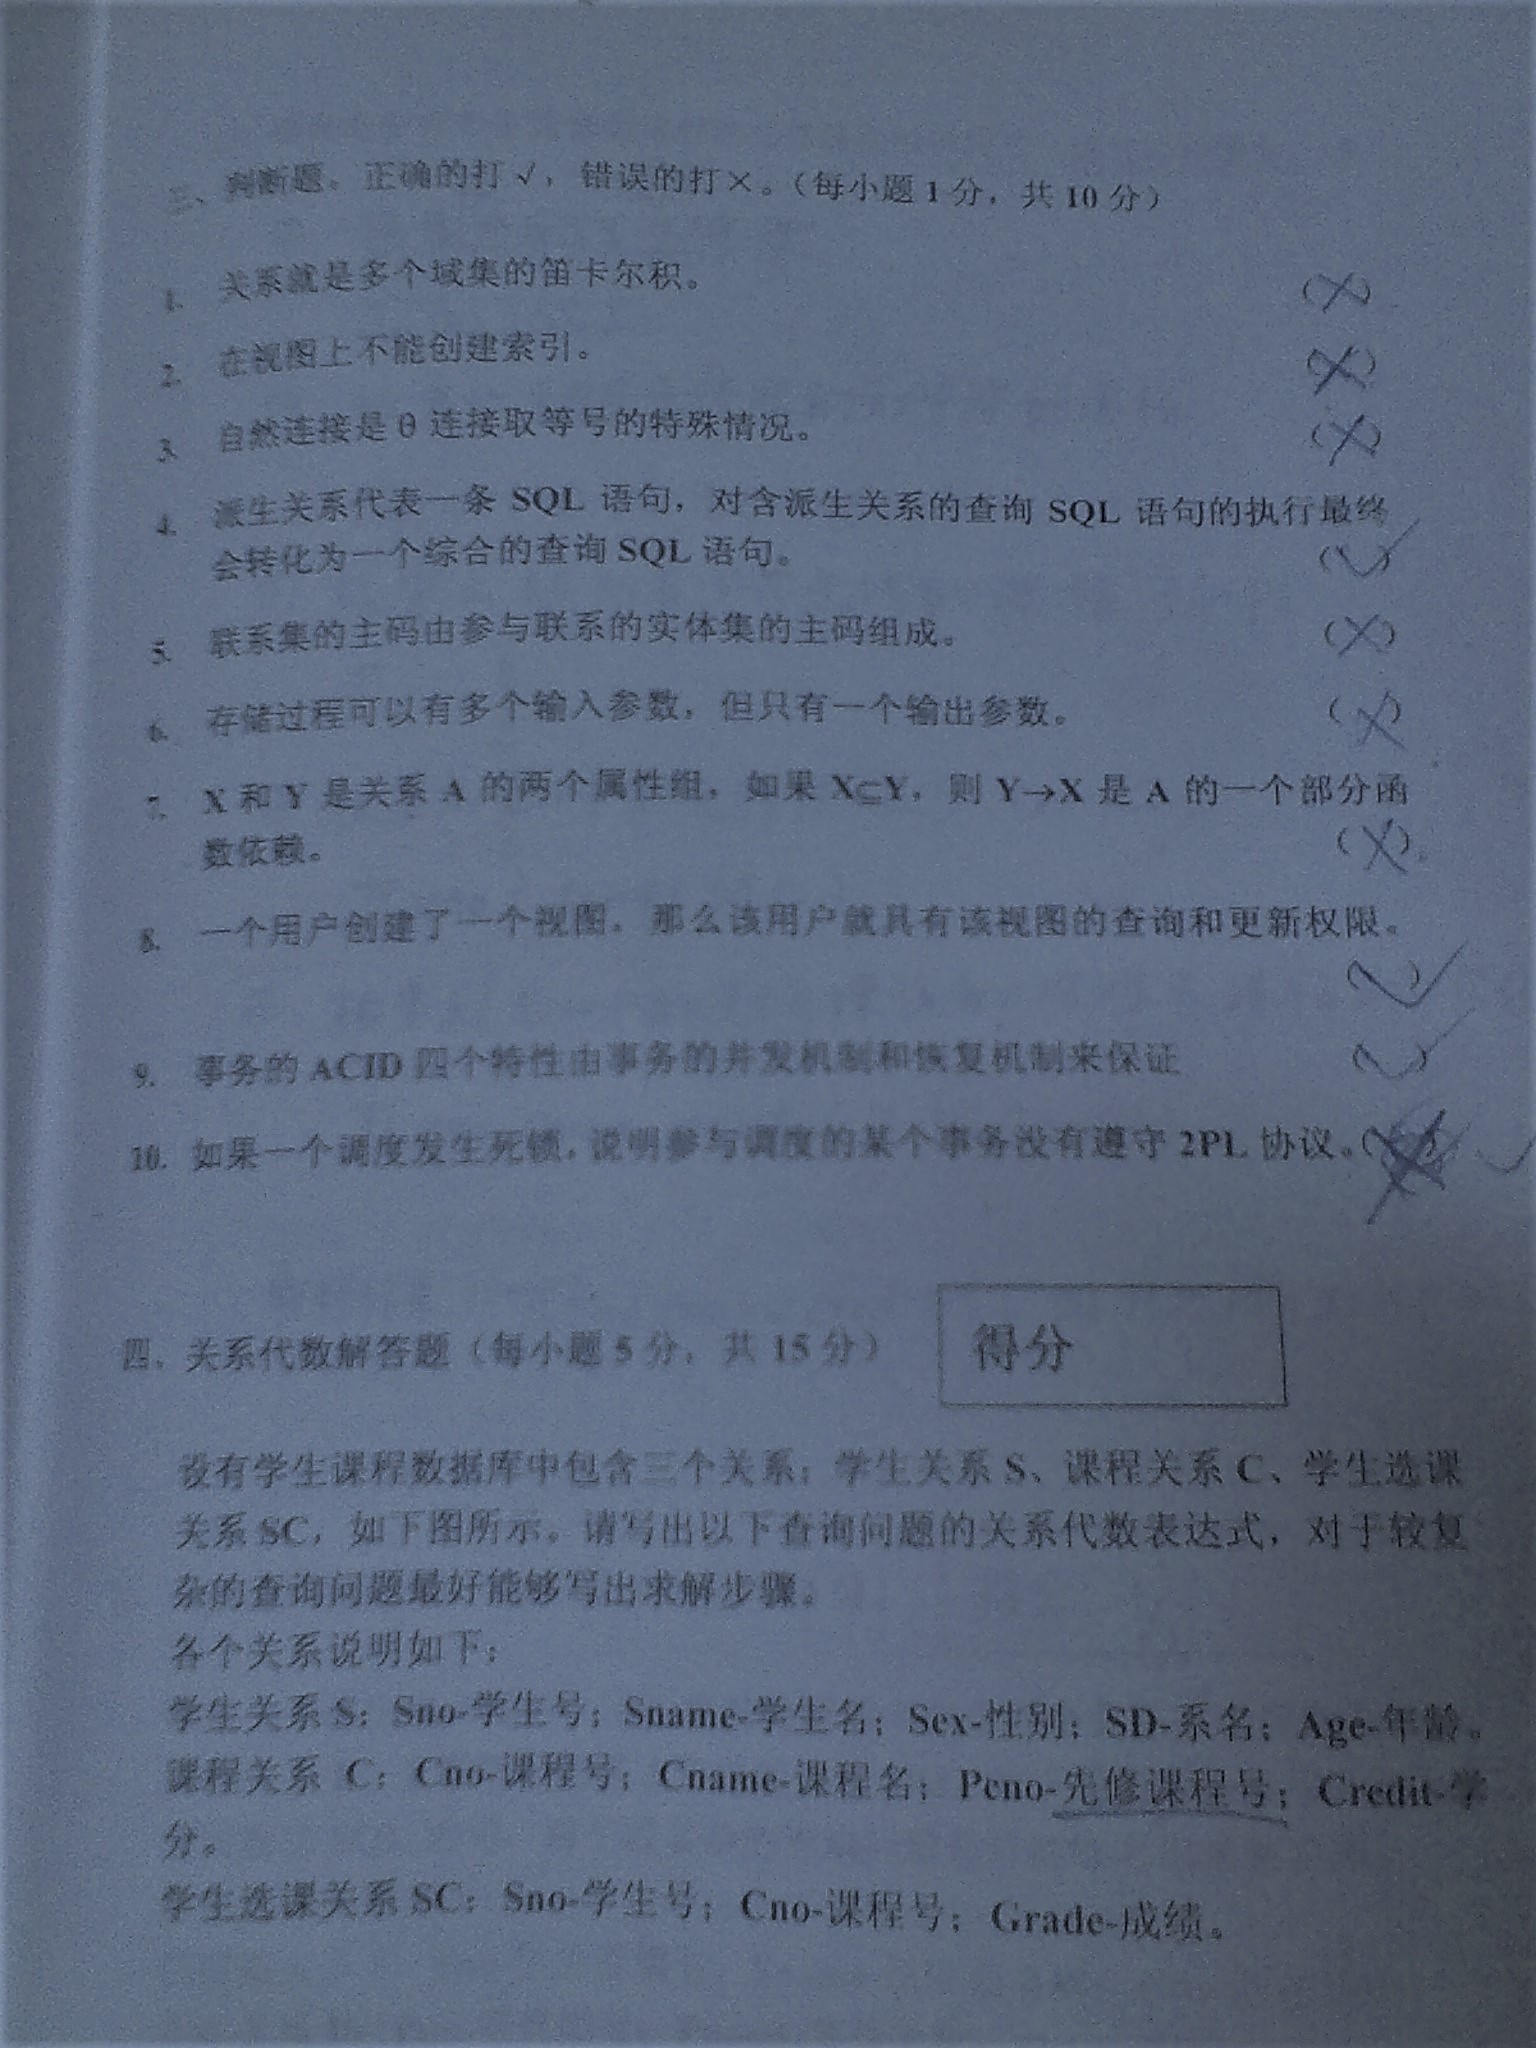 三、判断题。正确的打√，错误的打×。（每小题1分，共10分）
1. 关系就是多个域集的笛卡尔积。 (×)
2. 在视图上不能创建索引。 (×)
3. 自然连接是θ连接取等号的特殊情况。 (×)
4. 派生关系代表一条 SQL 语句，对含派生关系的查询 SQL 语句的执行最终
会转化为一个综合的查询 SQL 语句。 (✓)
5. 联系集的主码由参与联系的实体集的主码组成。 (×)
6. 存储过程可以有多个输入参数，但只有一个输出参数。 (×)
7. X 和 Y 是关系 A 的两个属性组，如果 X⊆Y，则 Y→X 是 A 的一个部分函
数依赖。 (×)
8. 一个用户创建了一个视图，那么该用户就具有该视图的查询和更新权限。
(✓)
9. 事务的 ACID 四个特性由事务的并发机制和恢复机制来保证 (✓)
10. 如果一个调度发生死锁，说明参与调度的某个事务没有遵守 2PL 协议。(×) ✓
四、关系代数解答题（每小题5分，共15分） 得分
设有学生课程数据库中包含三个关系：学生关系 S、课程关系 C、学生选课
关系 SC，如下图所示。请写出以下查询问题的关系代数表达式，对于较复
杂的查询问题最好能够写出求解步骤。
各个关系说明如下：
学生关系 S：Sno-学生号；Sname-学生名；Sex-性别；SD-系名；Age-年龄。
课程关系 C：Cno-课程号；Cname-课程名；Pcno-先修课程号；Credit-学
分。
学生选课关系 SC：Sno-学生号；Cno-课程号；Grade-成绩。